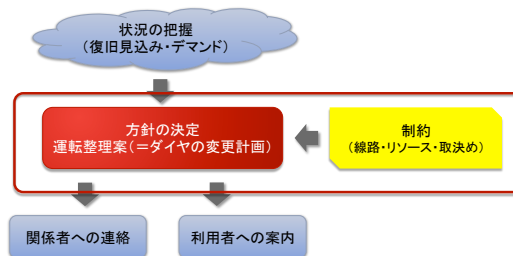 状況の把握
(復旧見込み・デマンド)
方針の決定
運転整理案(=ダイヤの変更計画)
制約
(線路・リソース・取決め)
関係者への連絡
利用者への案内